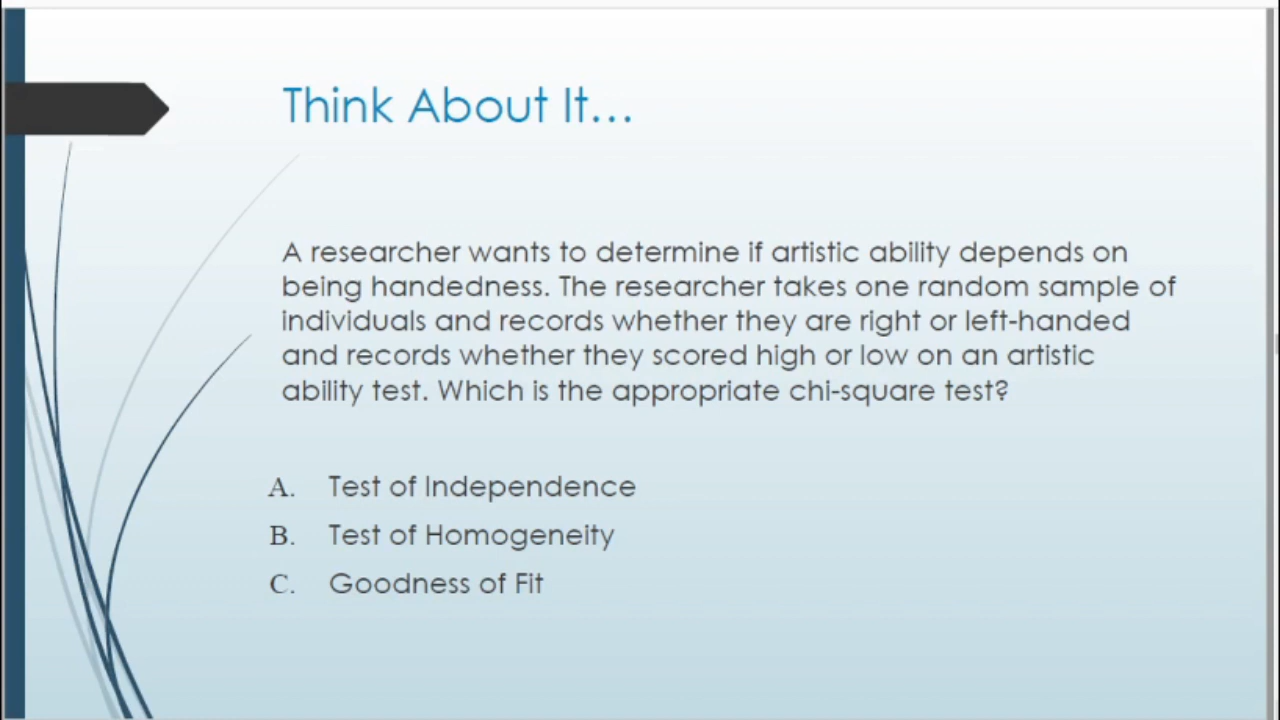 Think About It...
A researcher wants to determine if artistic ability depends on
being handedness. The researcher takes one random sample of
individuals and records whether they are right or left-handed
and records whether they scored high or low on an artistic
ability test. Which is the appropriate chi-square test?
A. Test of Independence
B. Test of Homogeneity
C. Goodness of Fit